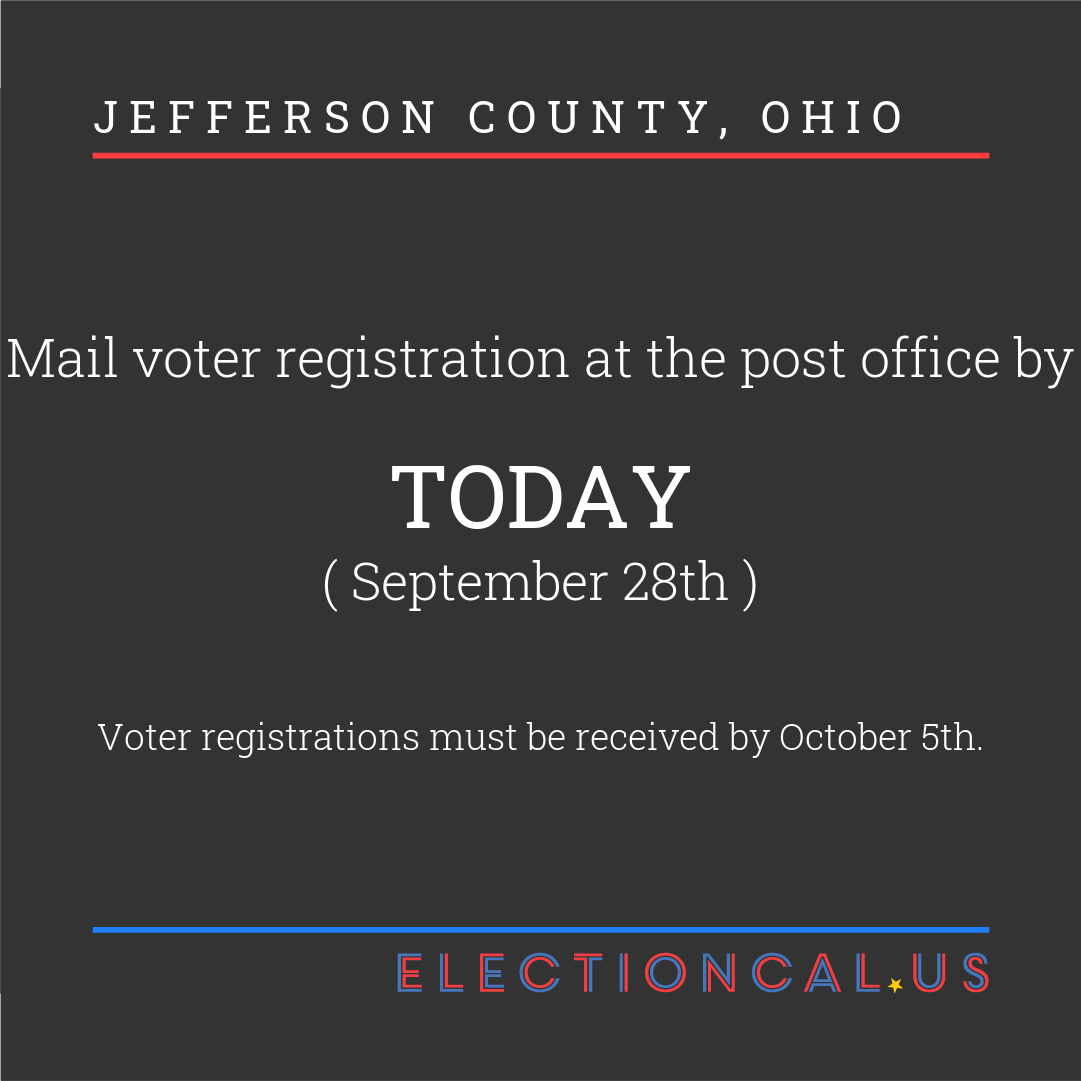 JEFFERSON COUNTY, OHIO
Mail voter registration at the post office by
TODAY
( September 28th )
Voter registrations must be received by October 5th.
ELECTIONCAL.US